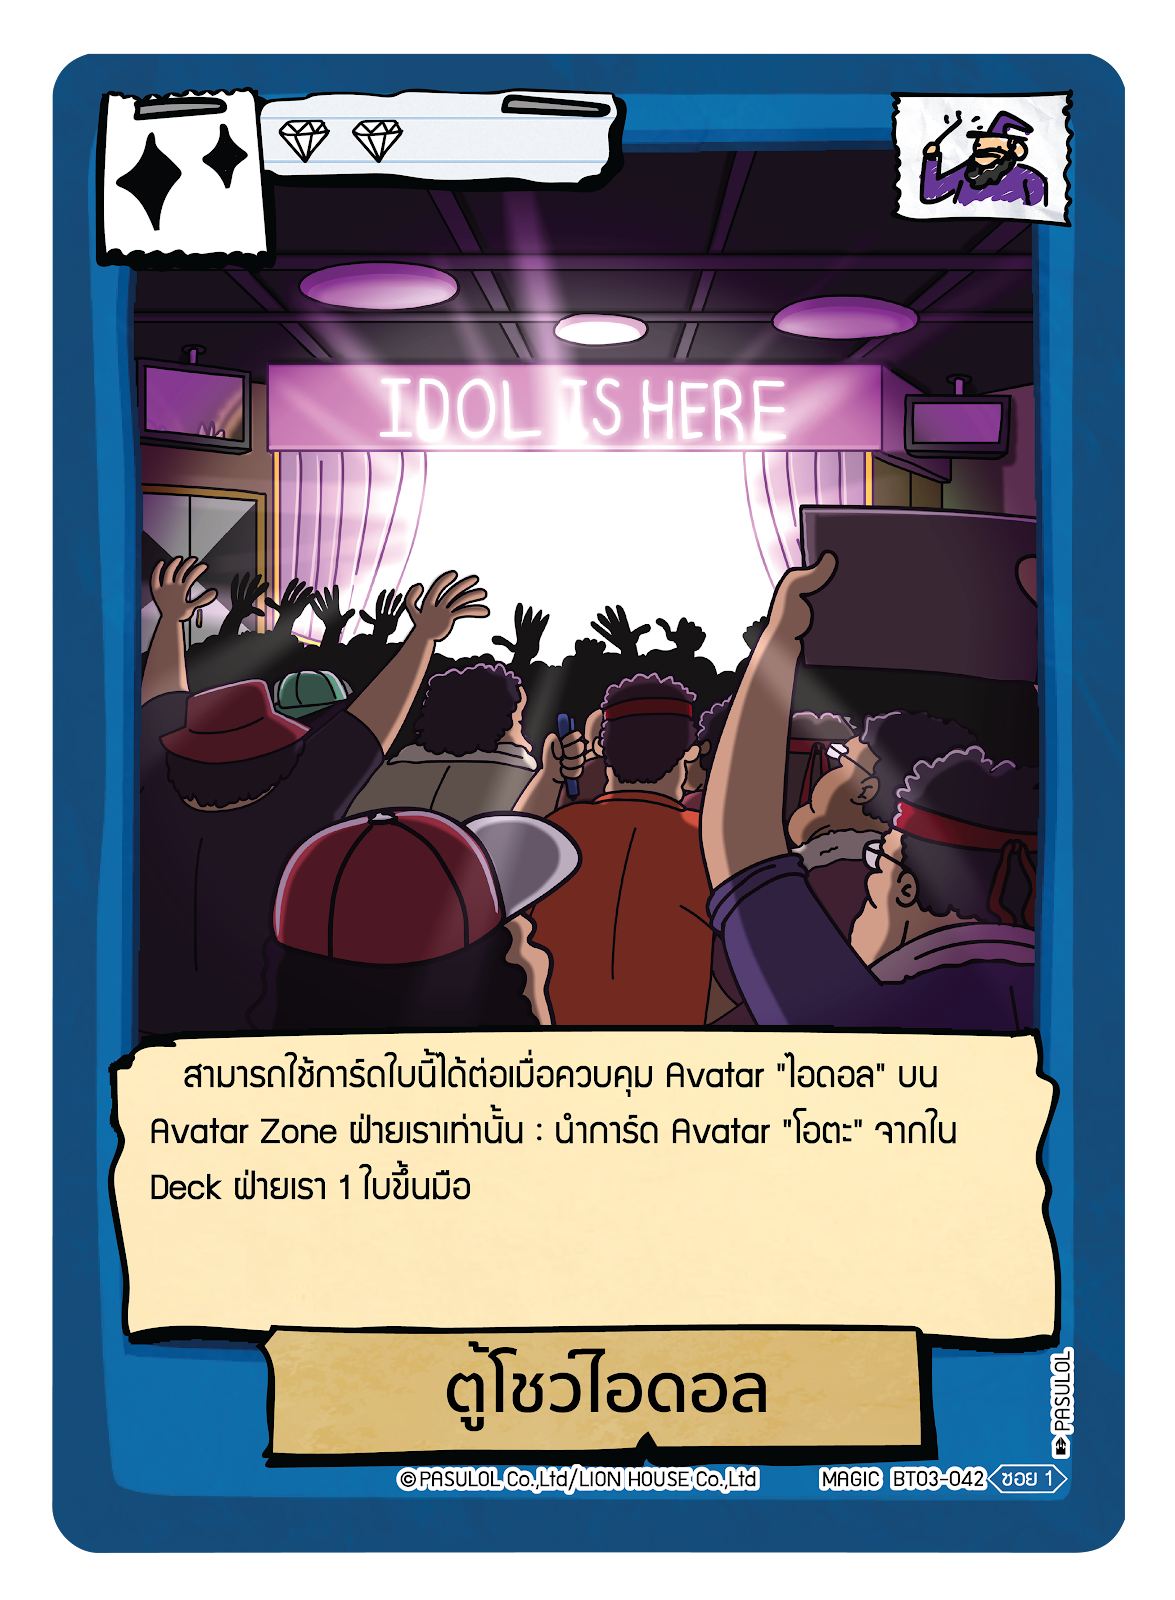 IDOL IS HERE
สามารถใช้การ์ดใบนี้ได้ต่อเมื่อควบคุม Avatar "ไอดอล" บน
Avatar Zone ฝ่ายเราเท่านั้น : นำการ์ด Avatar "โอตะ" จากใน
Deck ฝ่ายเรา 1 ใบขึ้นมือ
ตู้โชว์ไอดอล
PASULOL
©PASULOL Co.,Ltd/LION HOUSE Co.,Ltd MAGIC BT03-042 ซอย 1